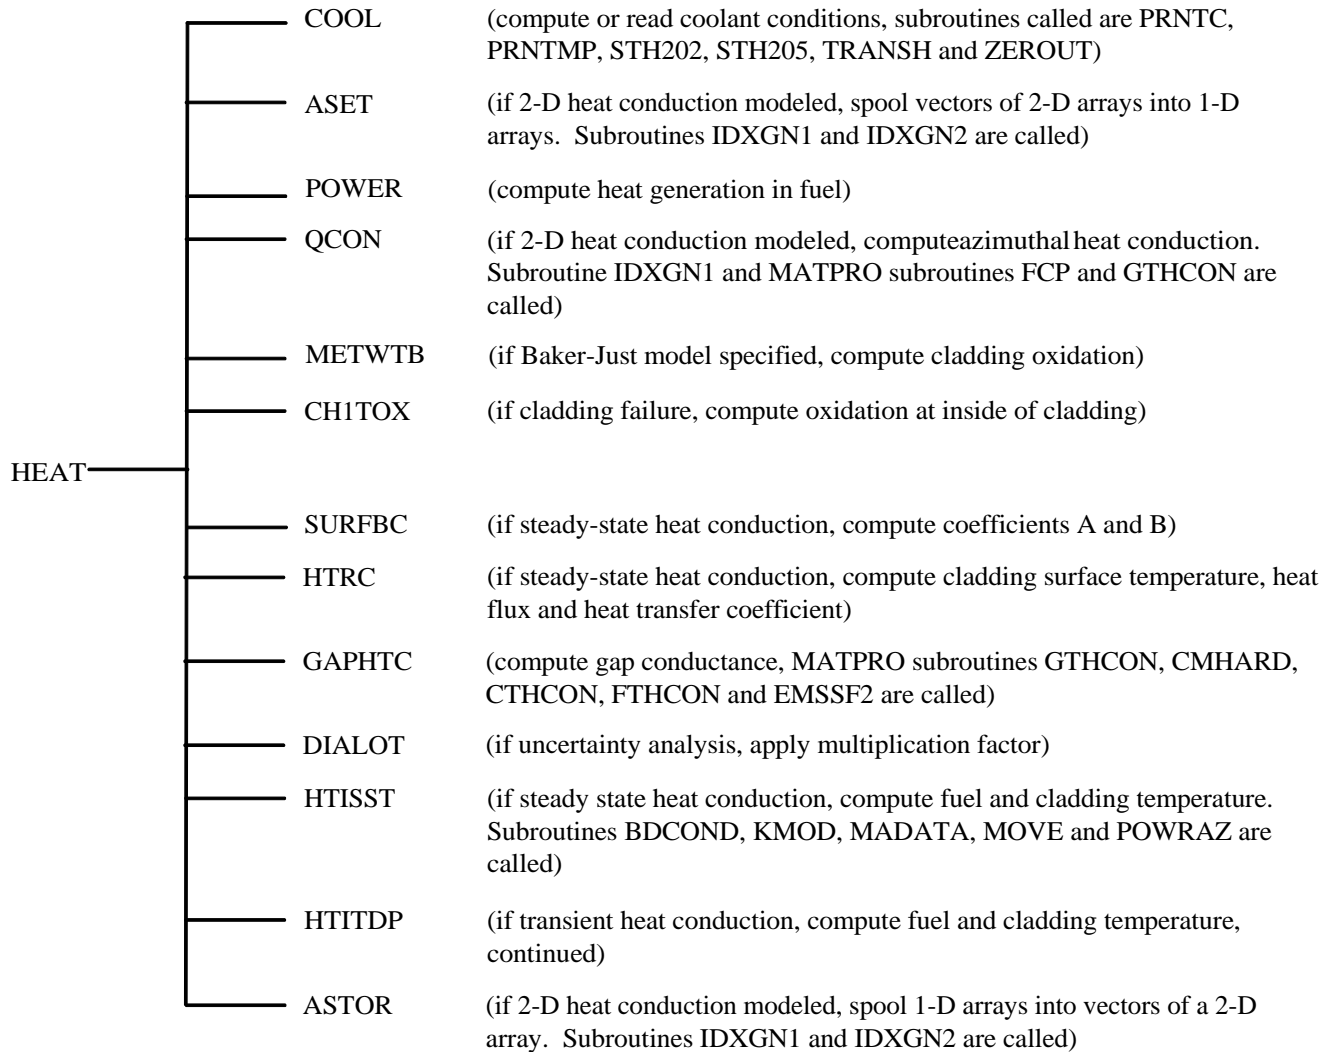 COOL (compute or read coolant conditions, subroutines called are PRNTC,
PRNTMP, STH202, STH205, TRANSH and ZEROUT)
ASET (if 2-D heat conduction modeled, spool vectors of 2-D arrays into 1-D
arrays. Subroutines IDXGN1 and IDXGN2 are called)
POWER (compute heat generation in fuel)
QCON (if 2-D heat conduction modeled, computeazimuthal heat conduction.
Subroutine IDXGN1 and MATPRO subroutines FCP and GTHCON are
called)
METWTB (if Baker-Just model specified, compute cladding oxidation)
CH1TOX (if cladding failure, compute oxidation at inside of cladding)
HEAT
SURFBC (if steady-state heat conduction, compute coefficients A and B)
HTRC (if steady-state heat conduction, compute cladding surface temperature, heat
flux and heat transfer coefficient)
GAPHTC (compute gap conductance, MATPRO subroutines GTHCON, CMHARD,
CTHCON, FTHCON and EMSSF2 are called)
DIALOT (if uncertainty analysis, apply multiplication factor)
HTISST (if steady state heat conduction, compute fuel and cladding temperature.
Subroutines BDCOND, KMOD, MADATA, MOVE and POWRAZ are
called)
HTITDP (if transient heat conduction, compute fuel and cladding temperature,
continued)
ASTOR (if 2-D heat conduction modeled, spool 1-D arrays into vectors of a 2-D
array. Subroutines IDXGN1 and IDXGN2 are called)